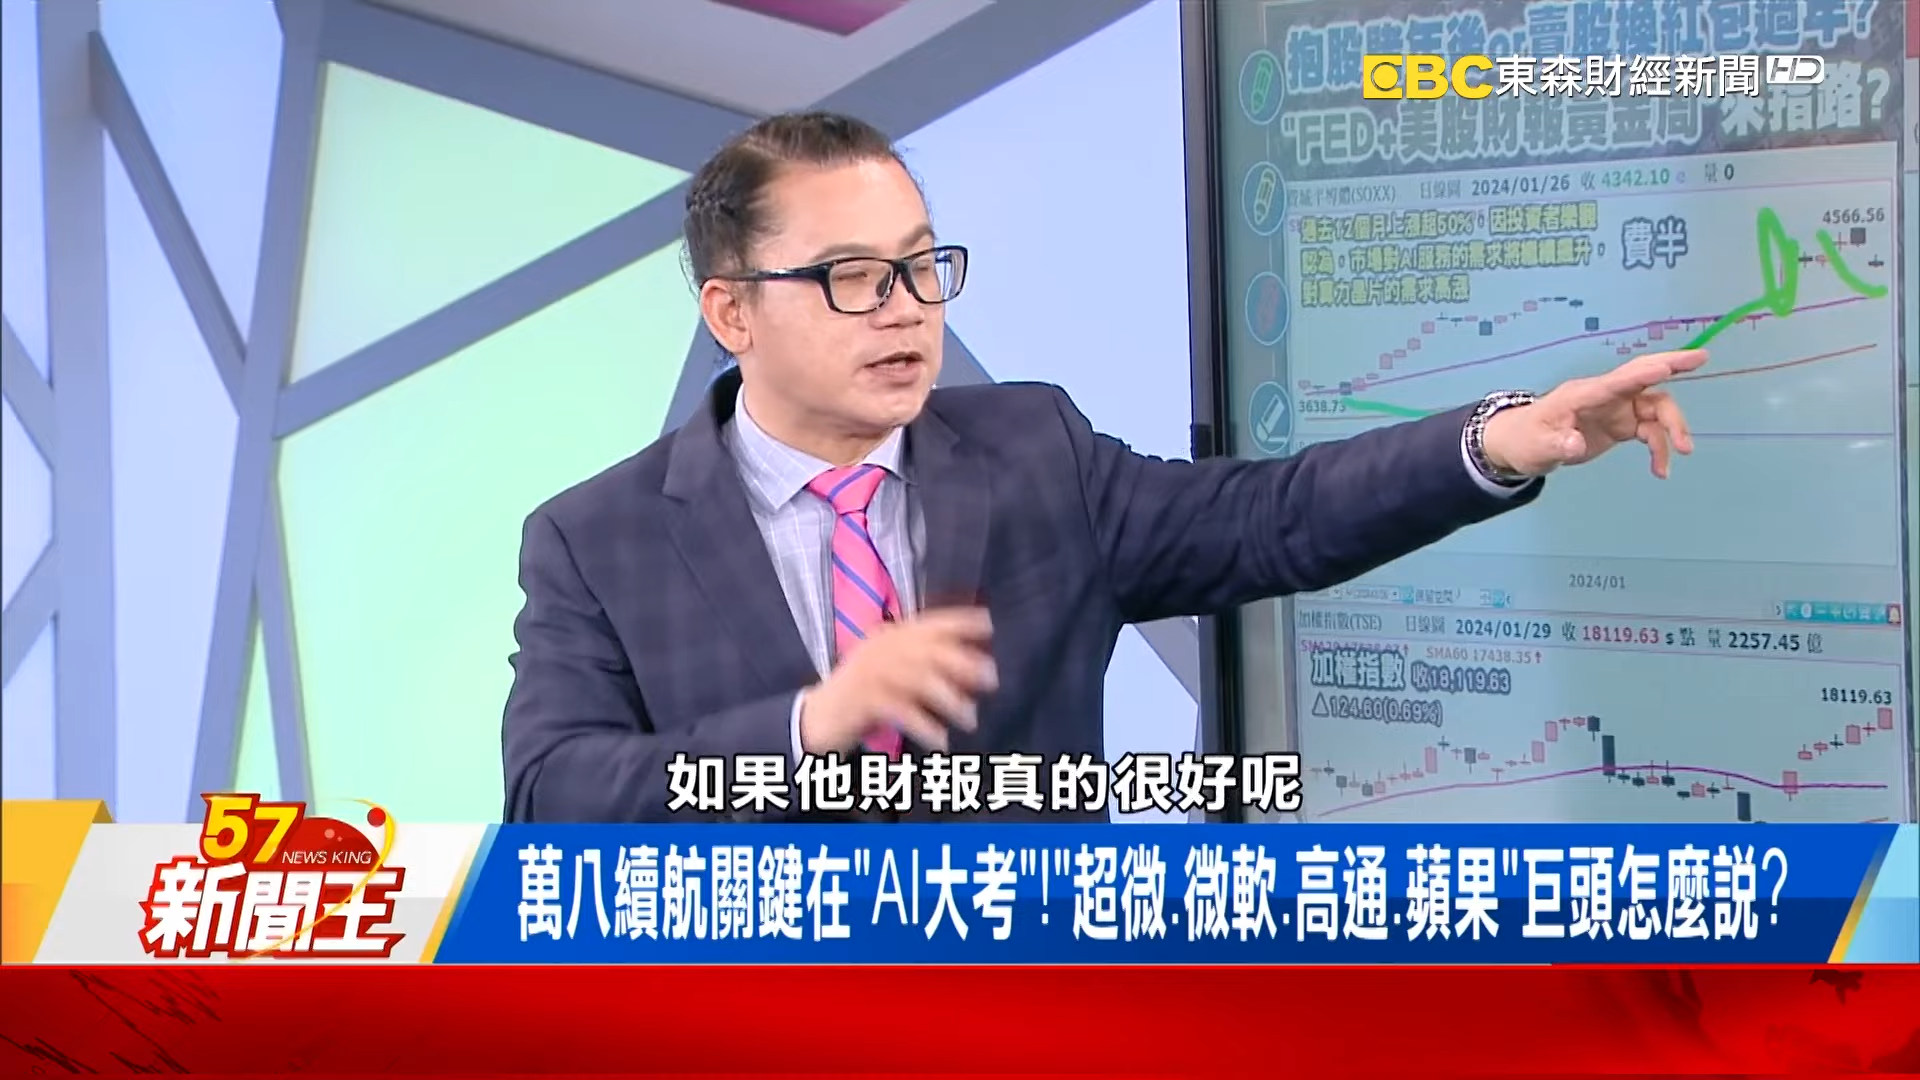 抱股賭年後or賣股換紅包過年?
EBC東森財經新聞HD
"FED+美股財報黃金周"來指路?
費城半導體(SOXX) 日線圖 2024/01/26 收 4342.10 量 0
過去12個月上漲超50%，因投資者樂觀
認為，市場對AI服務的需求將繼續攀升，
對算力晶片的需求高漲
費半
4566.56
3638.73
2024/01
加權指數(TSE) 日線圖 2024/01/29 收 18119.63 s 點 量 2257.45 億
SMA60 17438.35↑
加權指數 收18,119.63
▲124.60(0.69%)
18119.63
如果他財報真的很好呢
57
NEWS KING
新聞王
萬八續航關鍵在"AI大考"!"超微.微軟.高通.蘋果"巨頭怎麼說?